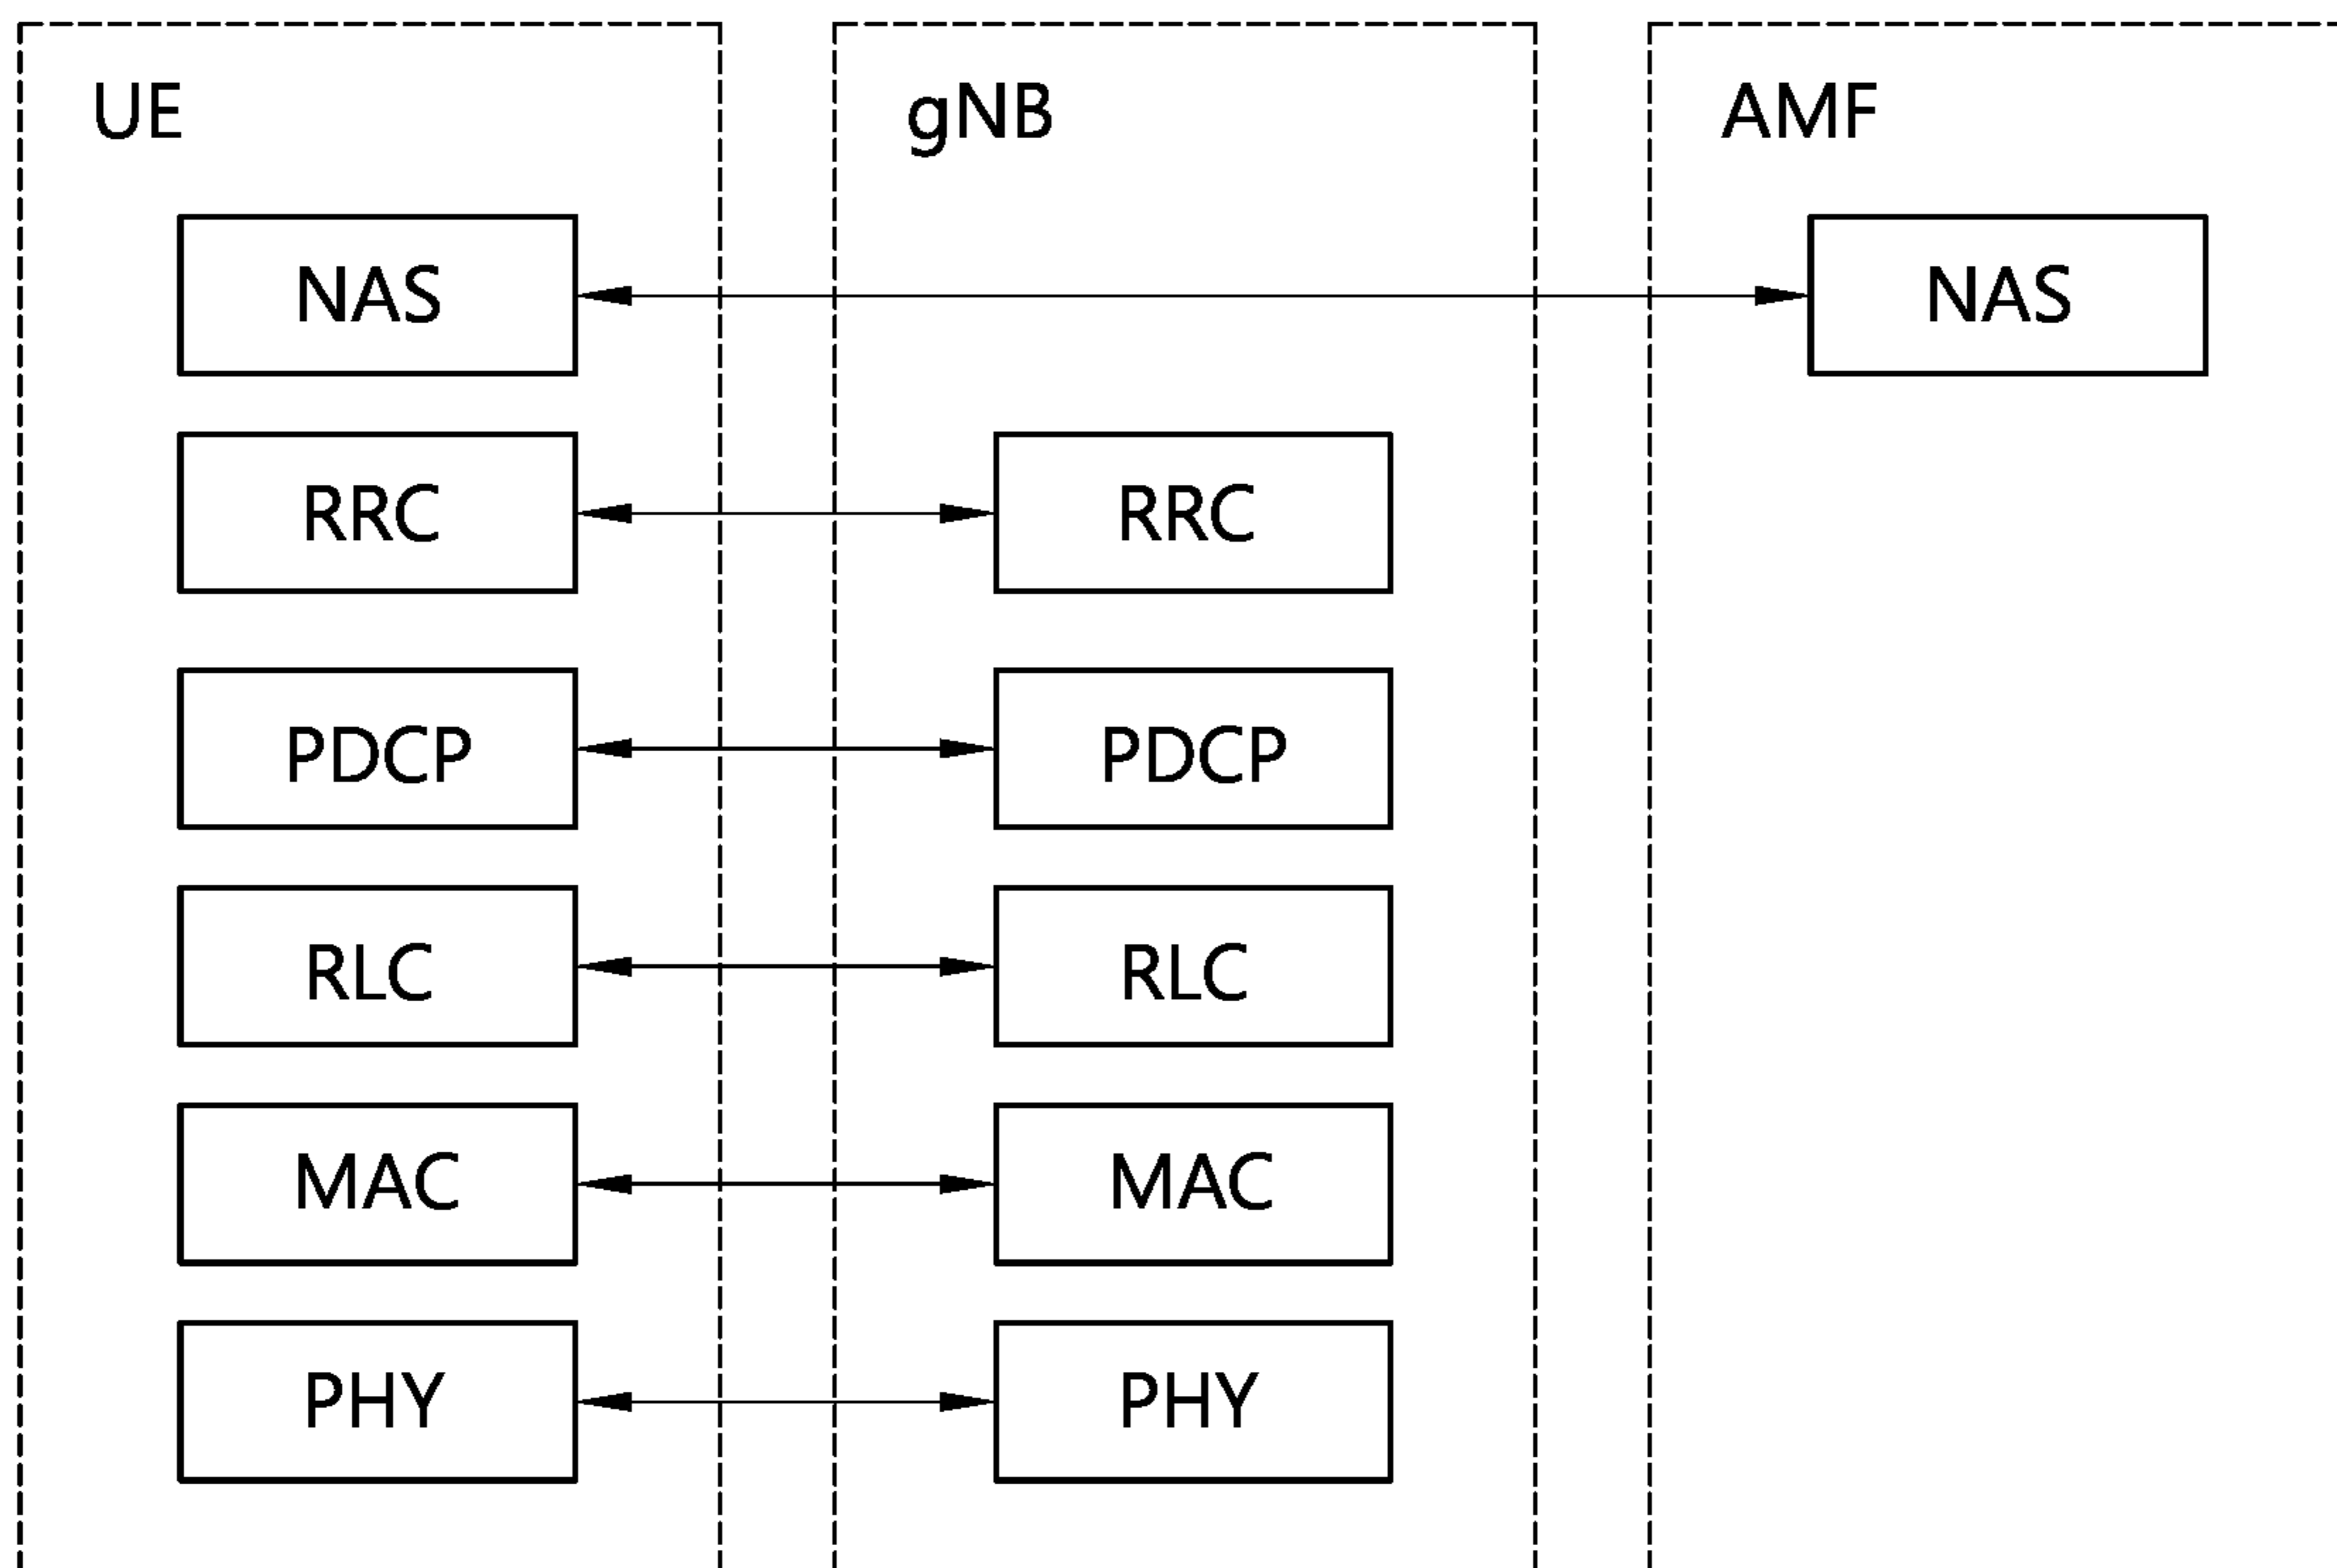 UE
gNB
AMF
NAS
NAS
RRC
RRC
PDCP
PDCP
RLC
RLC
MAC
MAC
PHY
PHY